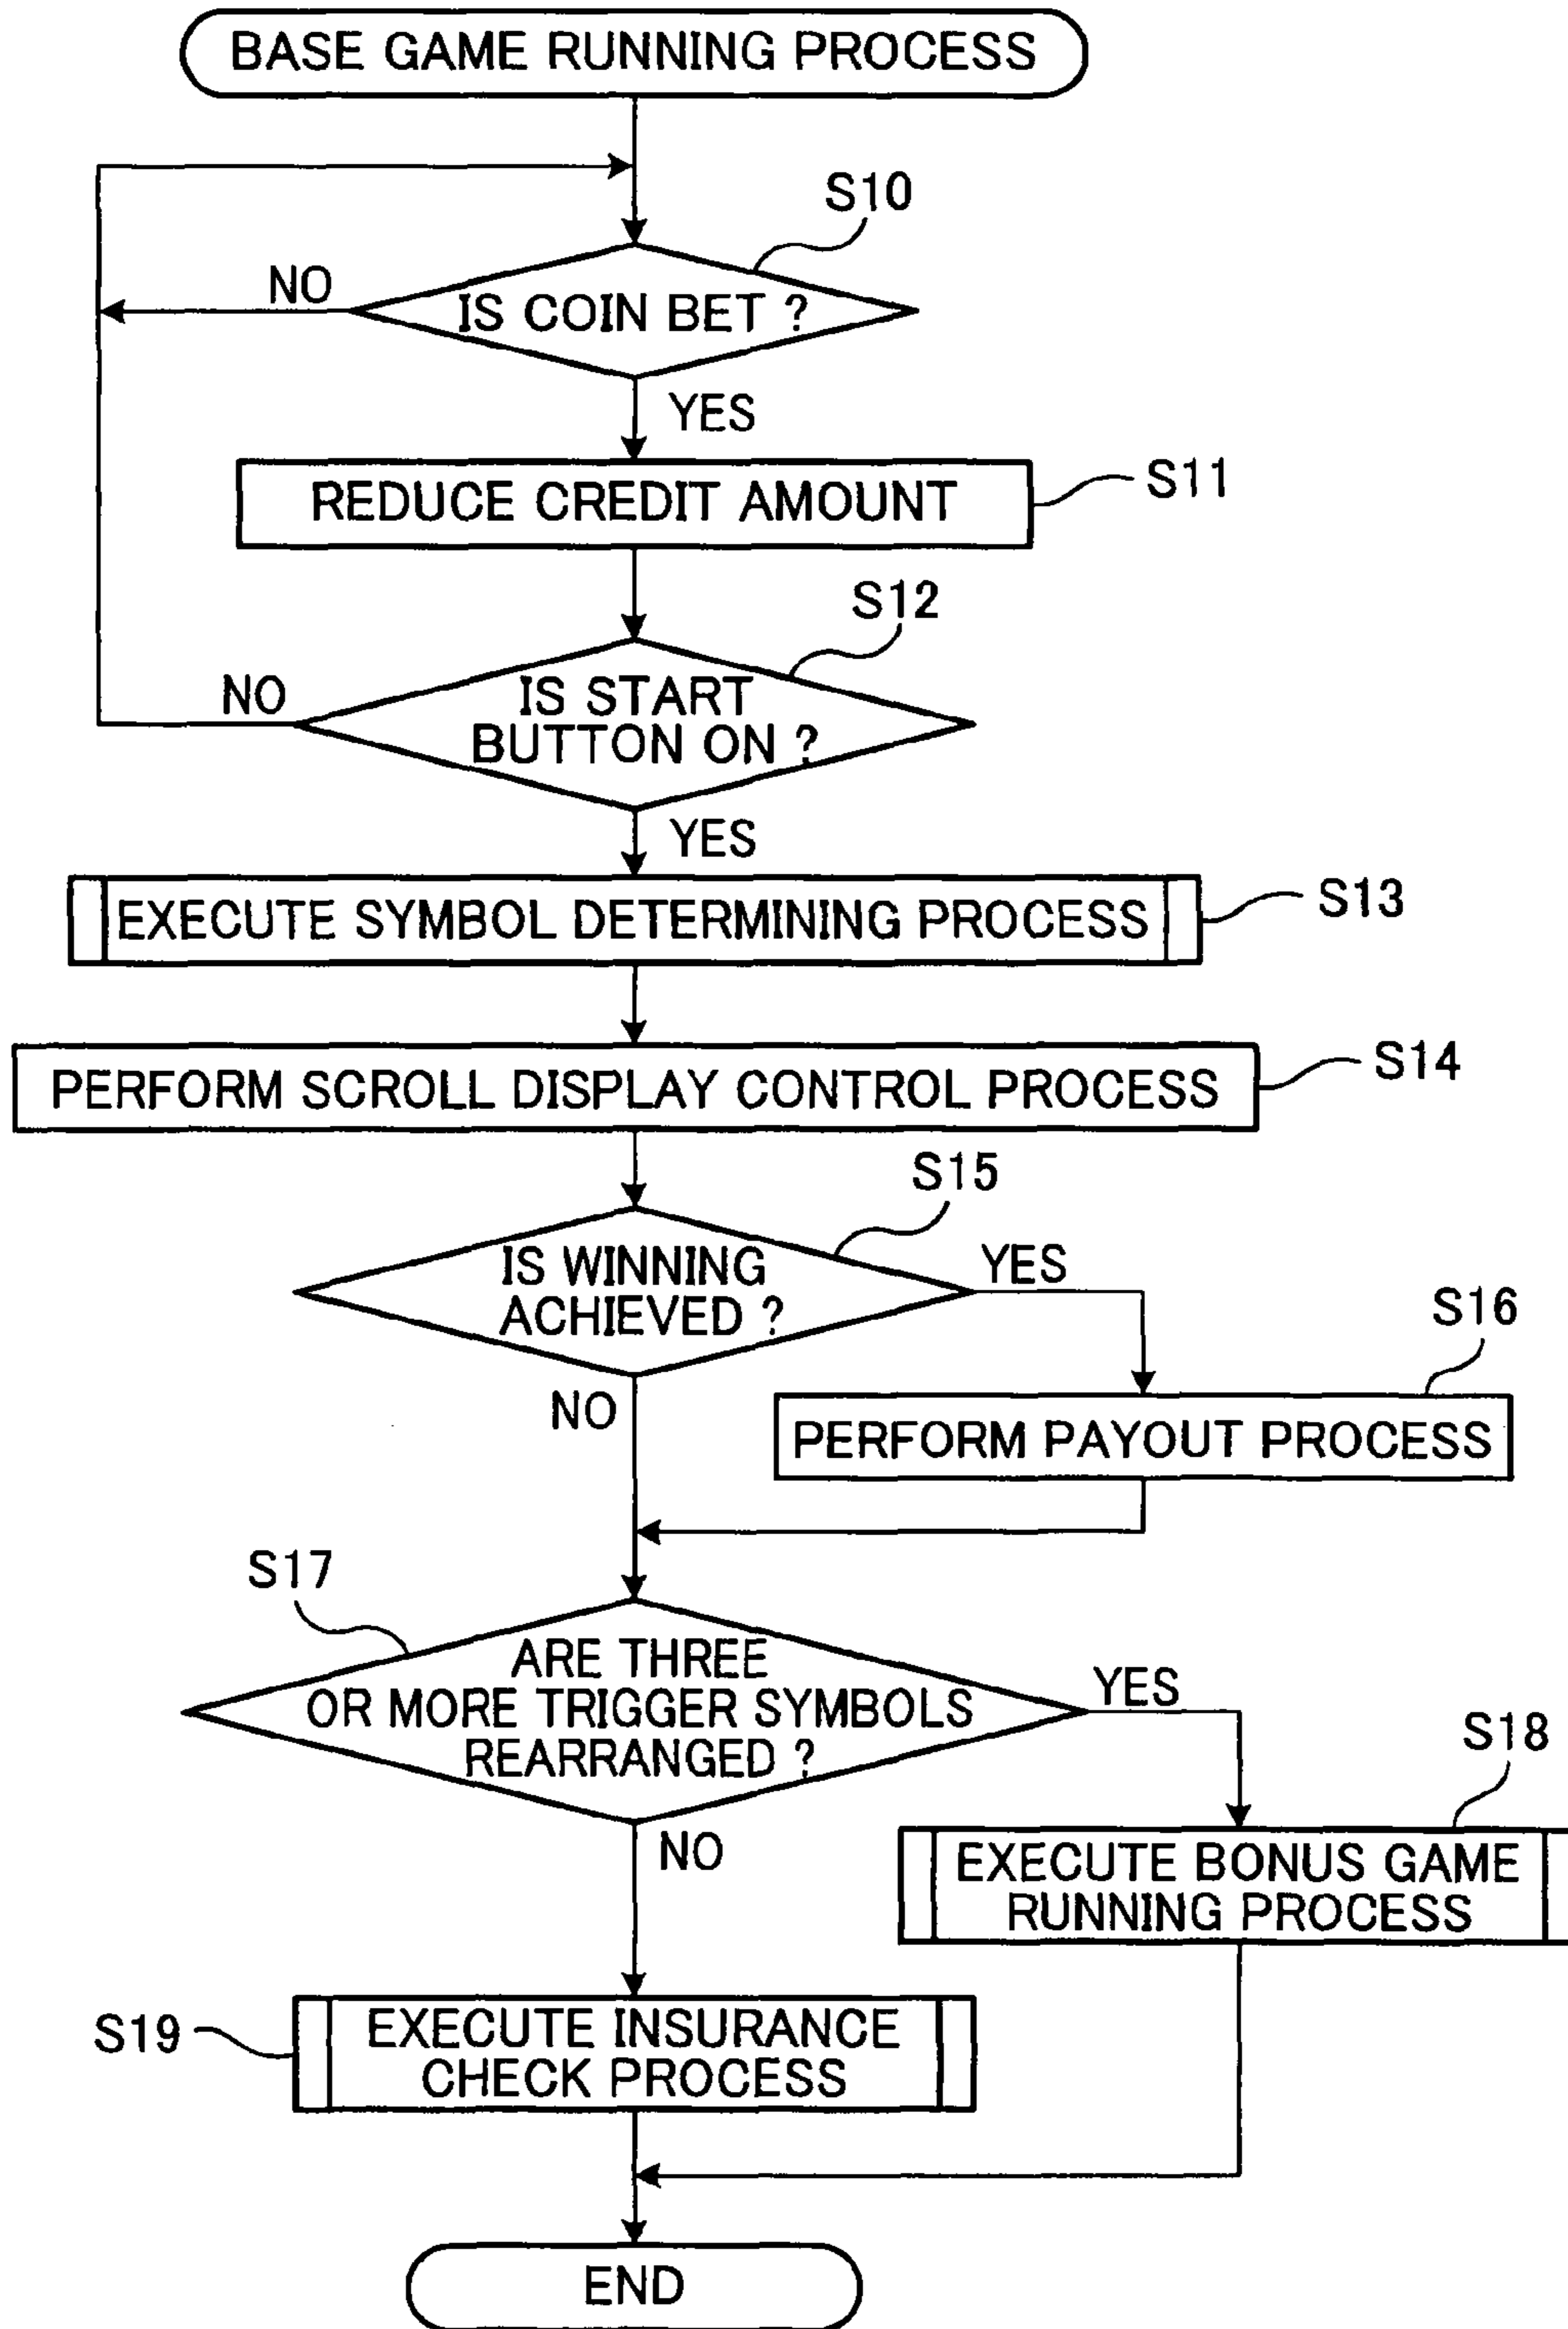 BASE GAME RUNNING PROCESS
S10
NO
IS COIN BET ?
YES
REDUCE CREDIT AMOUNT
S11
S12
NO
IS START
BUTTON ON ?
YES
EXECUTE SYMBOL DETERMINING PROCESS
S13
PERFORM SCROLL DISPLAY CONTROL PROCESS
S14
S15
IS WINNING
ACHIEVED ?
YES
S16
NO
PERFORM PAYOUT PROCESS
S17
ARE THREE
OR MORE TRIGGER SYMBOLS
REARRANGED ?
YES
S18
NO
EXECUTE BONUS GAME
RUNNING PROCESS
S19
EXECUTE INSURANCE
CHECK PROCESS
END